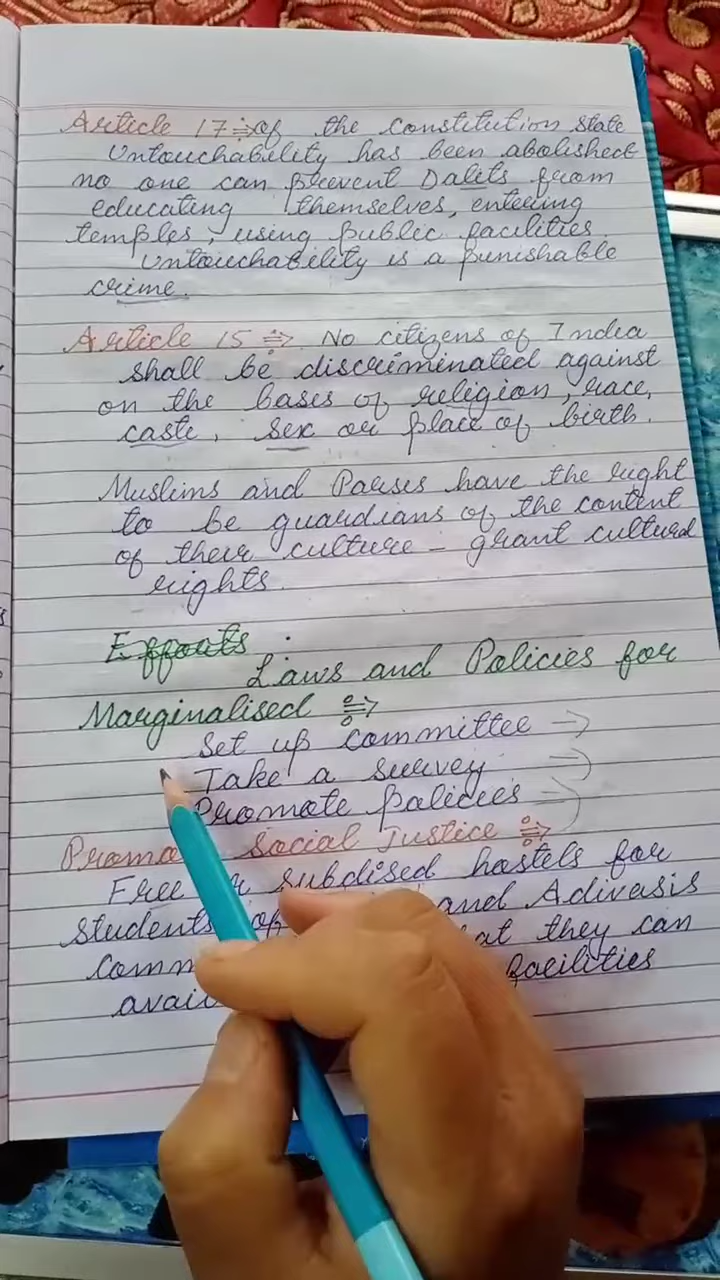 Article 17 ⇒ of the constitution state
Untouchability has been abolished
no one can prevent Dalits from
educating themselves, entering
temples, using public facilities.
Untouchability is a punishable
crime.
Article 15 ⇒ No citizens of India
shall be discriminated against
on the bases of religion, race,
caste, sex or place of birth.
Muslims and Parses have the right
to be guardians of the content
of their culture - grant cultural
rights.
Efforts.
Laws and Policies for
Marginalised ⇒
Set up committee →
Take a survey
Promote policies
Social Justice ⇒
Free subdised hostels for
students of and Adivasis
they can
facilities